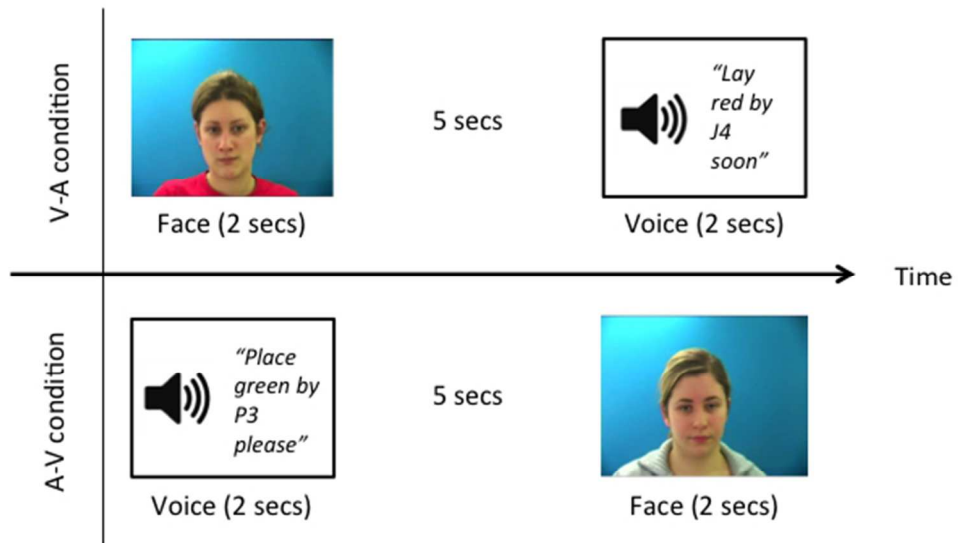 V-A condition
5 secs
“Lay
red by
J4
soon”
Face (2 secs)
Voice (2 secs)
Time
A-V condition
“Place
green by
P3
please”
5 secs
Voice (2 secs)
Face (2 secs)